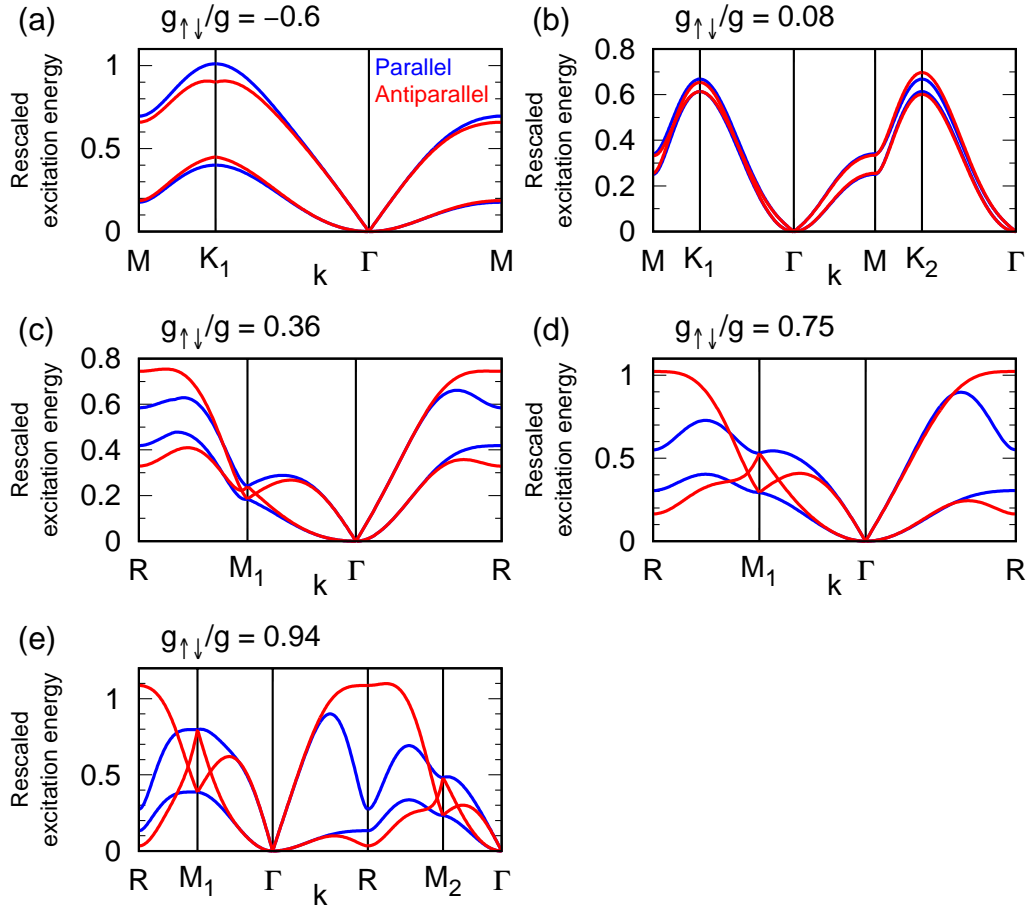 (a) g↑↓/g = −0.6
Rescaled
excitation energy
1
0.5
0
Parallel
Antiparallel
M K₁ Γ M
k
(b) g↑↓/g = 0.08
Rescaled
excitation energy
0.8
0.6
0.4
0.2
0
M K₁ Γ k M K₂ Γ
(c) g↑↓/g = 0.36
Rescaled
excitation energy
0.8
0.6
0.4
0.2
0
R M₁ k Γ R
(d) g↑↓/g = 0.75
Rescaled
excitation energy
1
0.5
0
R M₁ k Γ R
(e) g↑↓/g = 0.94
Rescaled
excitation energy
1
0.5
0
R M₁ Γ k R M₂ Γ